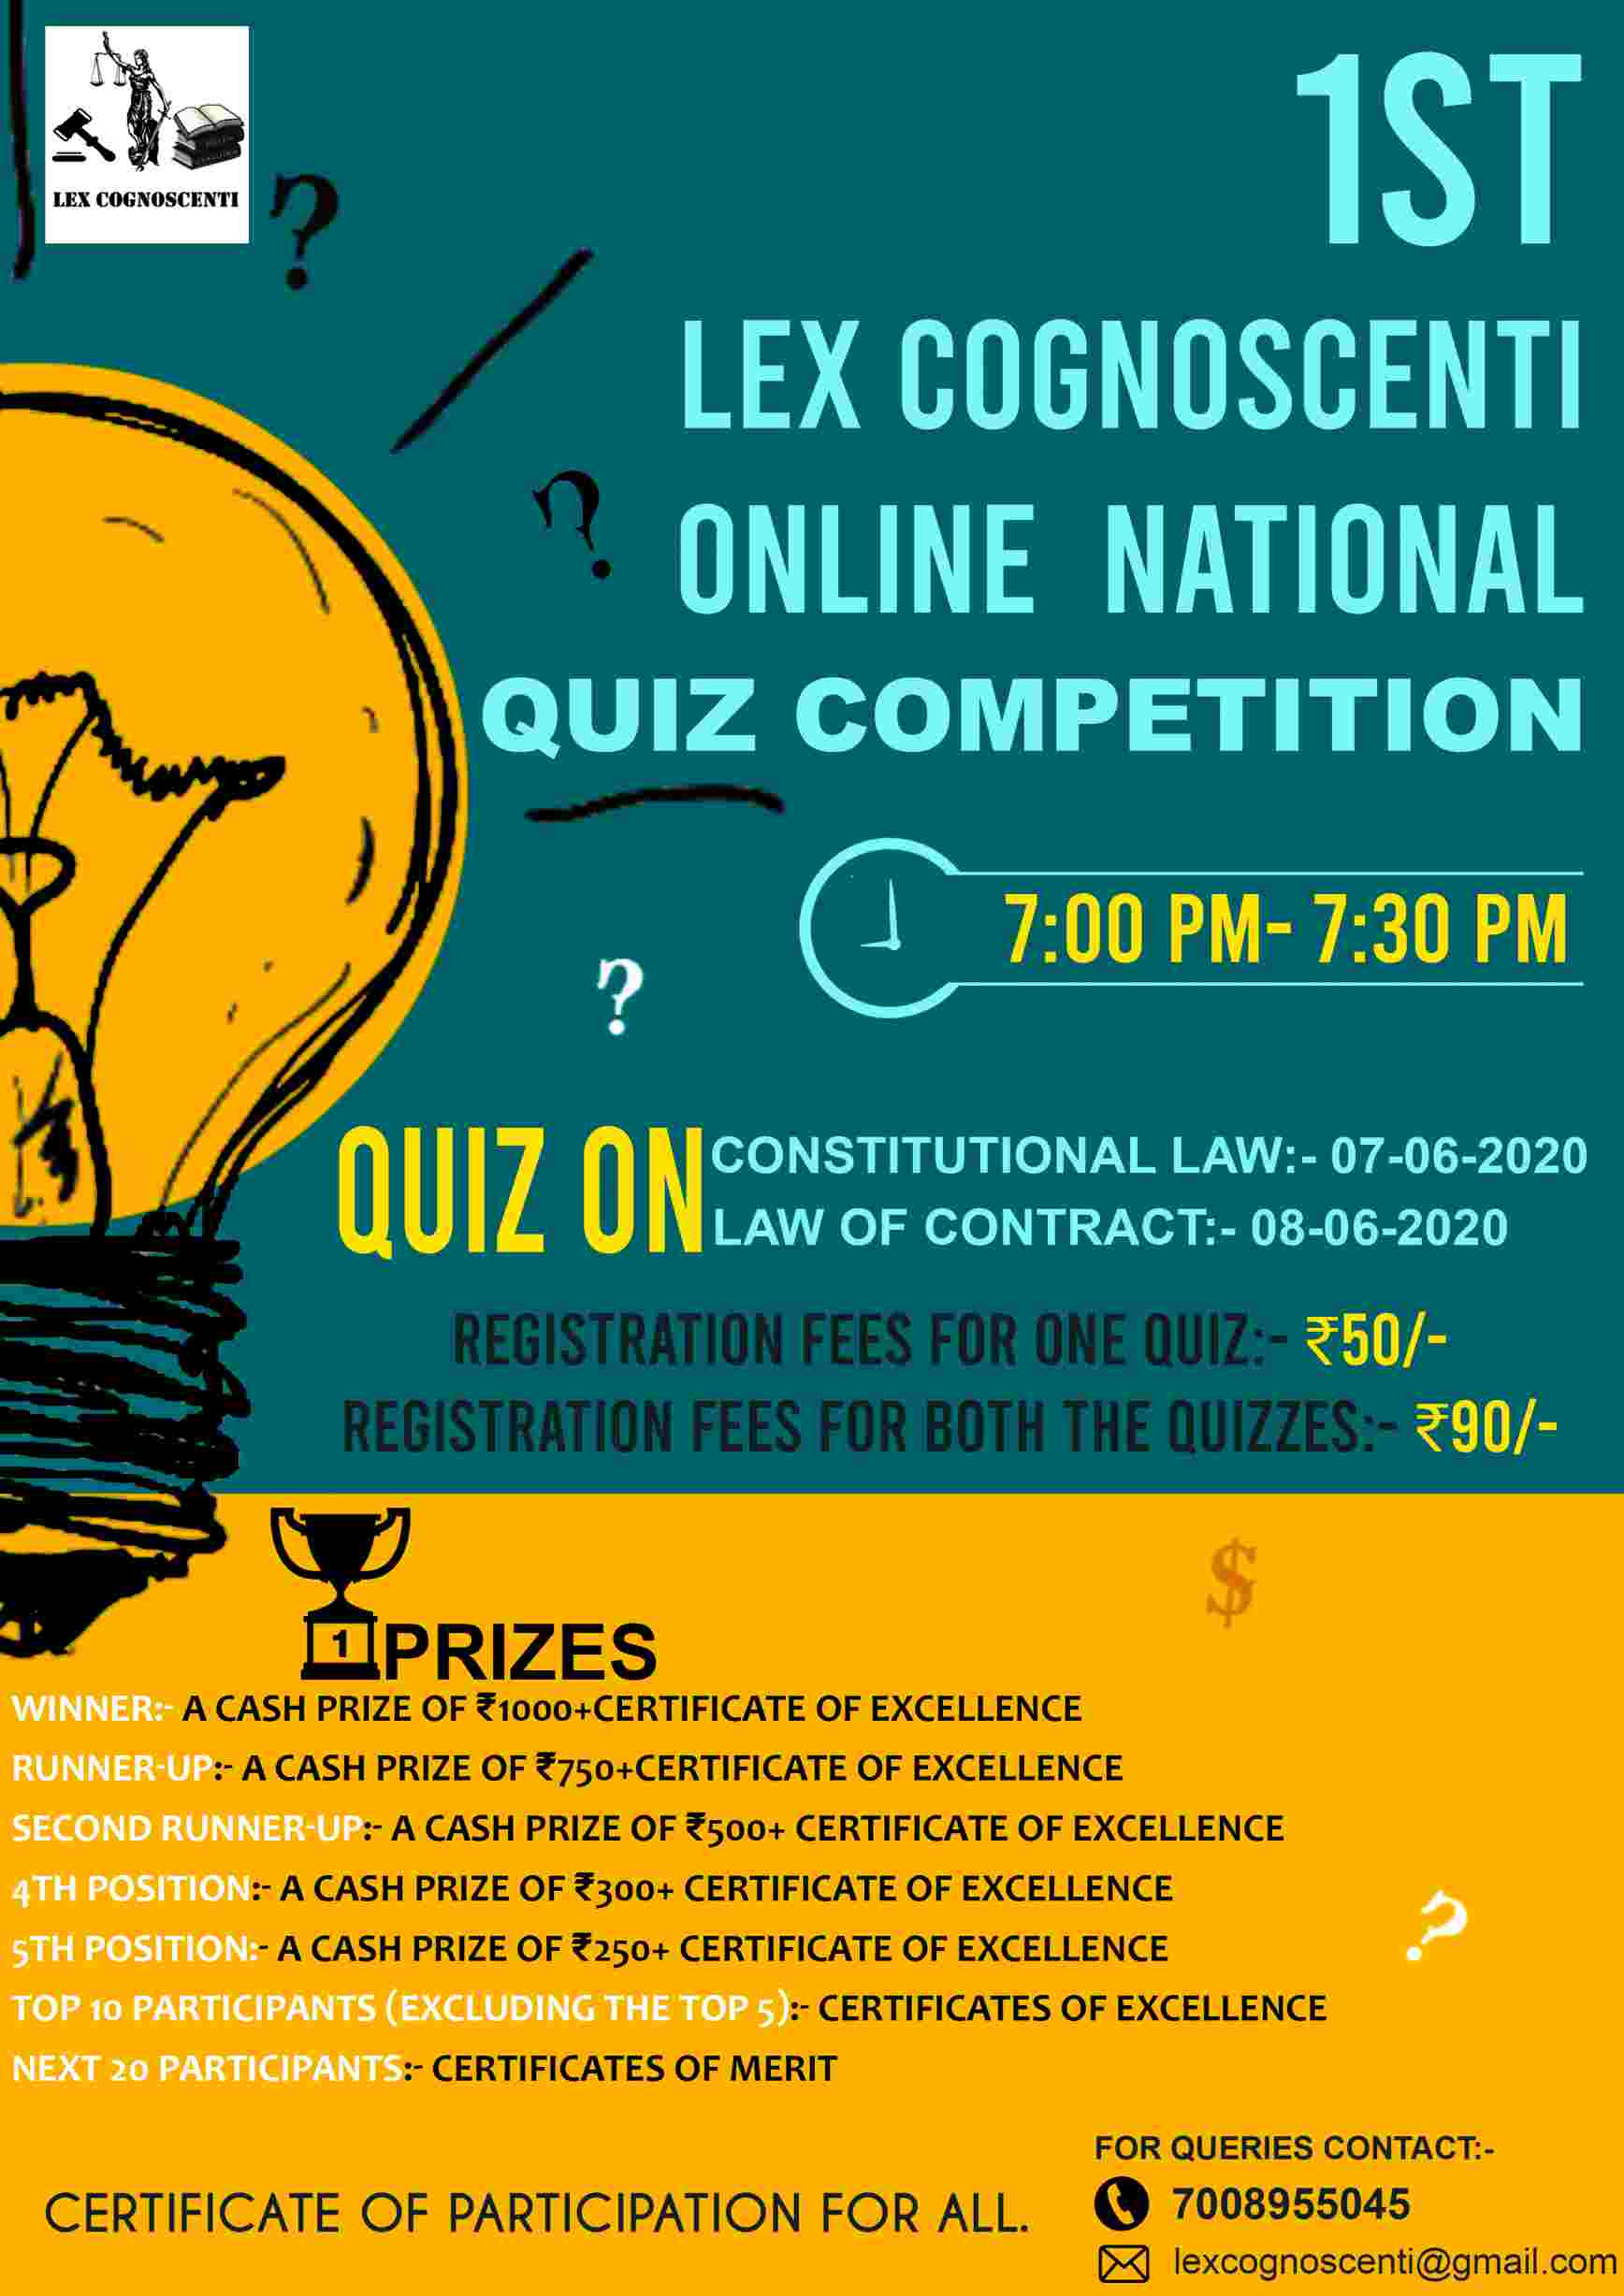 LEX COGNOSCENTI
1ST
LEX COGNOSCENTI
ONLINE NATIONAL
QUIZ COMPETITION
7:00 PM- 7:30 PM
QUIZ ON
CONSTITUTIONAL LAW:- 07-06-2020
LAW OF CONTRACT:- 08-06-2020
REGISTRATION FEES FOR ONE QUIZ:- ₹50/-
REGISTRATION FEES FOR BOTH THE QUIZZES:- ₹90/-
1
PRIZES
WINNER:- A CASH PRIZE OF ₹1000+CERTIFICATE OF EXCELLENCE
RUNNER-UP:- A CASH PRIZE OF ₹750+CERTIFICATE OF EXCELLENCE
SECOND RUNNER-UP:- A CASH PRIZE OF ₹500+ CERTIFICATE OF EXCELLENCE
4TH POSITION:- A CASH PRIZE OF ₹300+ CERTIFICATE OF EXCELLENCE
5TH POSITION:- A CASH PRIZE OF ₹250+ CERTIFICATE OF EXCELLENCE
TOP 10 PARTICIPANTS (EXCLUDING THE TOP 5):- CERTIFICATES OF EXCELLENCE
NEXT 20 PARTICIPANTS:- CERTIFICATES OF MERIT
CERTIFICATE OF PARTICIPATION FOR ALL.
FOR QUERIES CONTACT:-
7008955045
lexcognoscenti@gmail.com